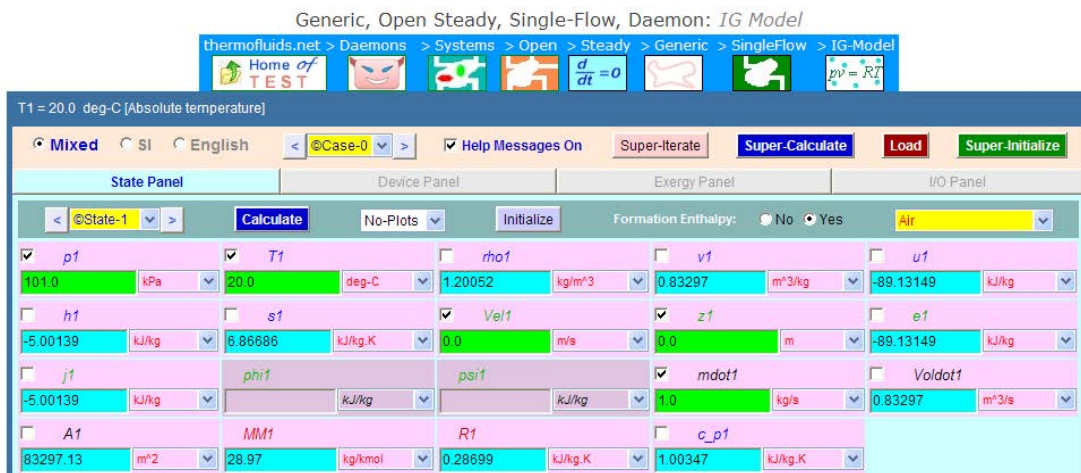 Generic, Open Steady, Single-Flow, Daemon: IG Model
thermofluids.net > Daemons > Systems > Open > Steady > Generic > SingleFlow > IG-Model
Home of TEST d/dt =0 pv = RT
T1 = 20.0 deg-C [Absolute temperature]
Mixed SI English < ©Case-0 > Help Messages On Super-Iterate Super-Calculate Load Super-Initialize
State Panel Device Panel Exergy Panel I/O Panel
< ©State-1 > Calculate No-Plots Initialize Formation Enthalpy: No Yes Air
p1 T1 rho1 v1 u1
101.0 kPa 20.0 deg-C 1.20052 kg/m^3 0.83297 m^3/kg -89.13149 kJ/kg
h1 s1 Vel1 z1 e1
-5.00139 kJ/kg 6.86686 kJ/kg.K 0.0 m/s 0.0 m -89.13149 kJ/kg
j1 phi1 psi1 mdot1 Voldot1
-5.00139 kJ/kg kJ/kg kJ/kg 1.0 kg/s 0.83297 m^3/s
A1 MM1 R1 c_p1
83297.13 m^2 28.97 kg/kmol 0.28699 kJ/kg.K 1.00347 kJ/kg.K